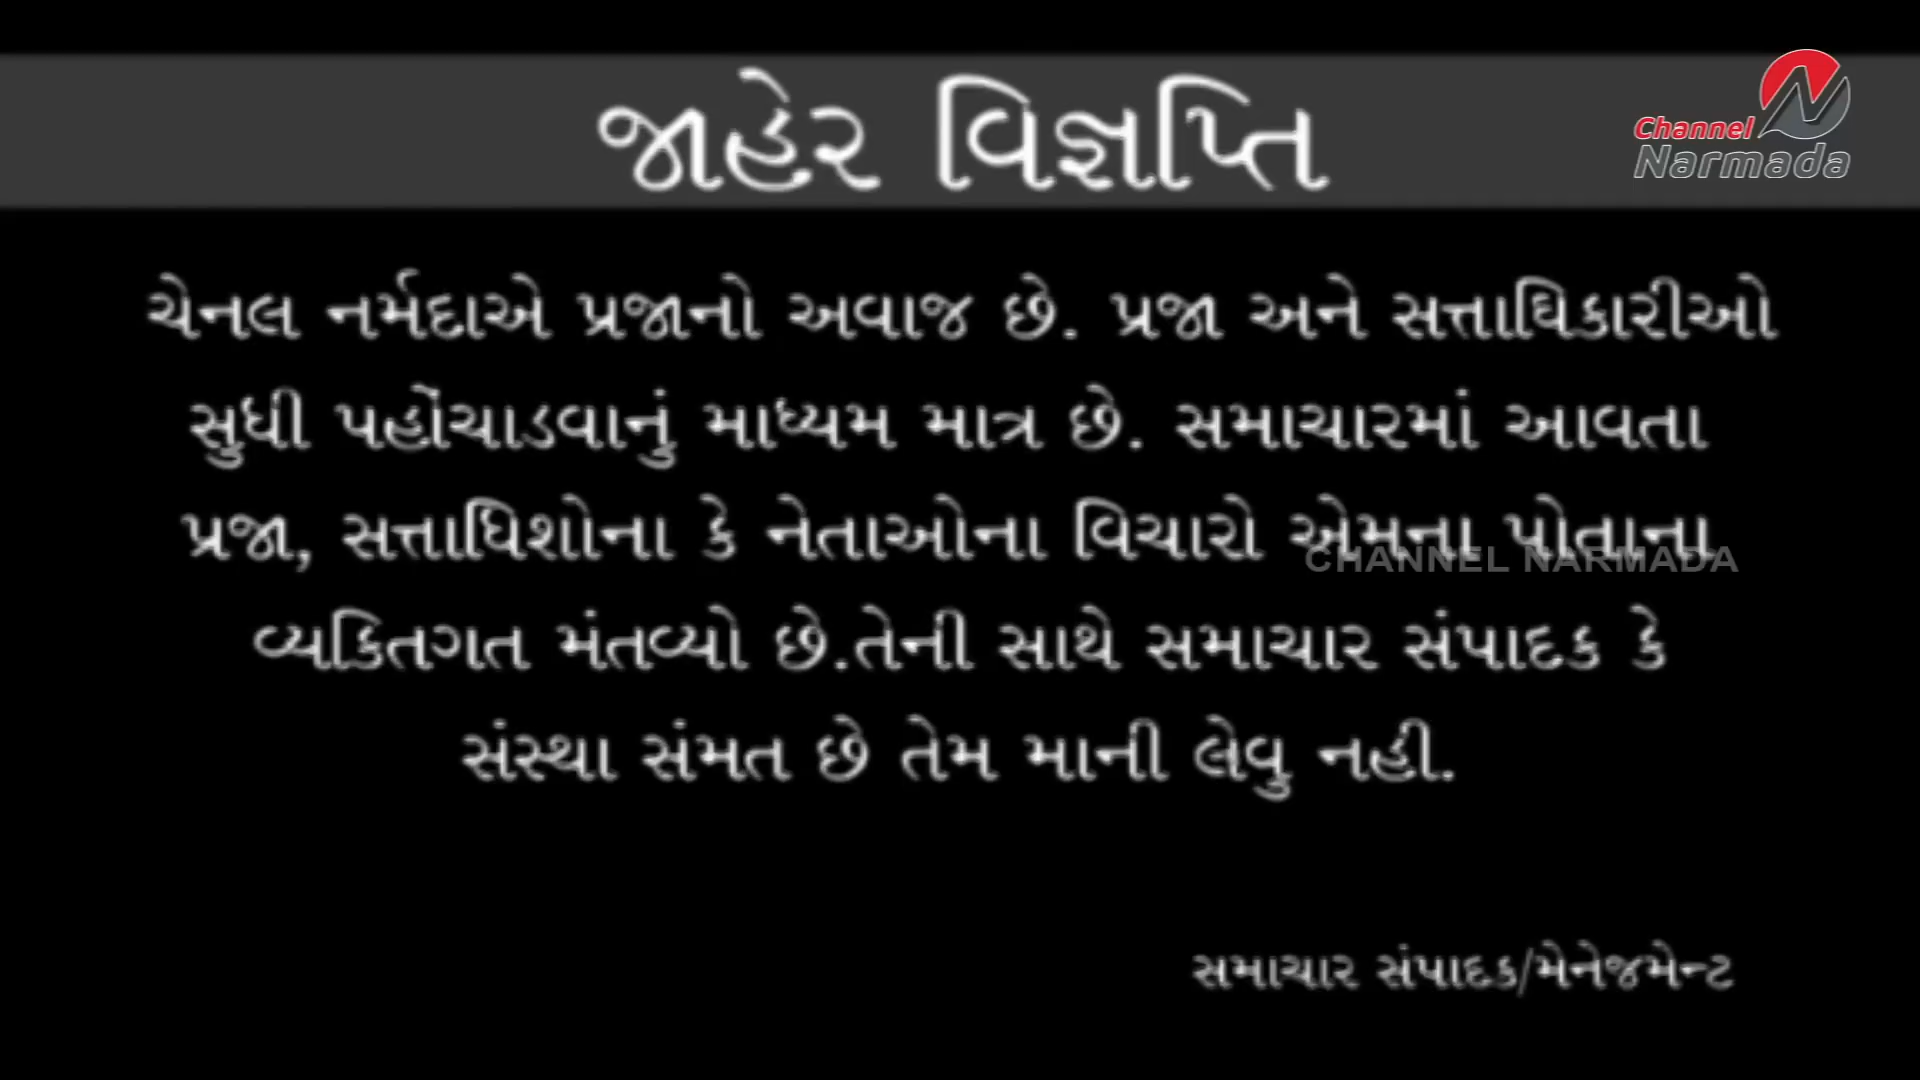 જાહેર વિજ્ઞપ્તિ
Channel
Narmada
ચેનલ નર્મદાએ પ્રજાનો અવાજ છે. પ્રજા અને સત્તાધિકારીઓ
સુધી પહોંચાડવાનું માધ્યમ માત્ર છે. સમાચારમાં આવતા
પ્રજા, સત્તાધિશોના કે નેતાઓના વિચારો એમના પોતાના
CHANNEL NARMADA
વ્યકિતગત મંતવ્યો છે.તેની સાથે સમાચાર સંપાદક કે
સંસ્થા સંમત છે તેમ માની લેવુ નહી.
સમાચાર સંપાદક/મેનેજમેન્ટ